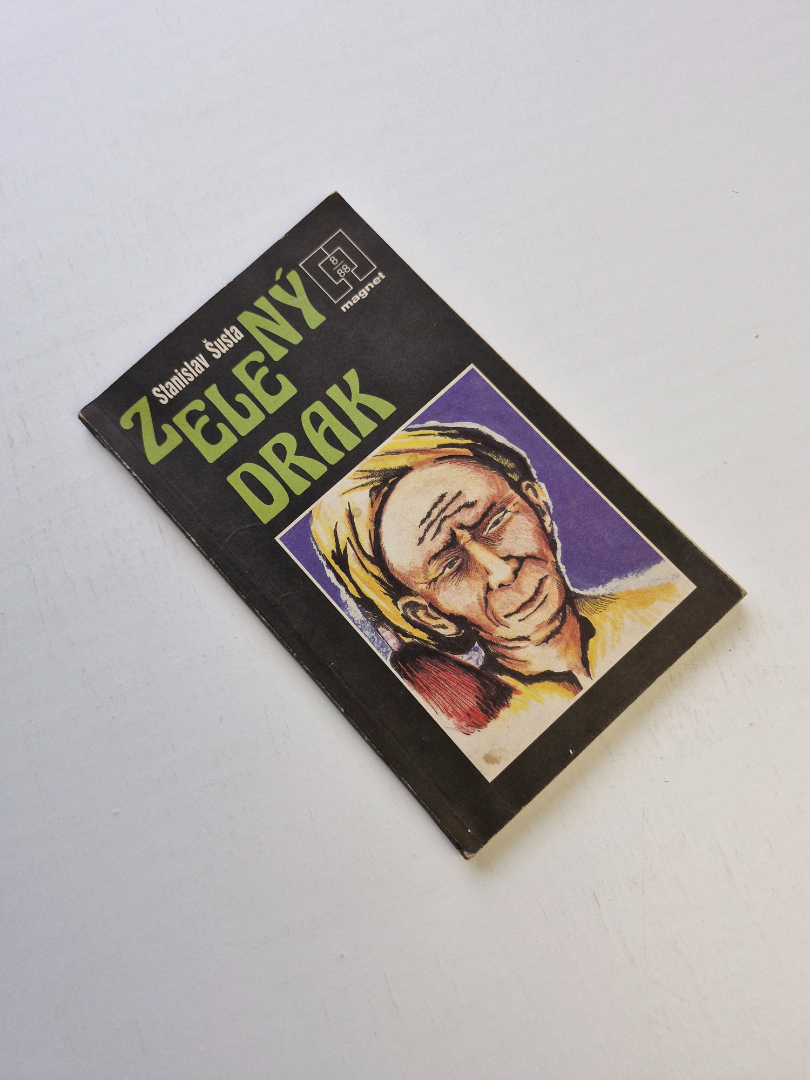 Stanislav Šusta
ZELENÝ
DRAK
8/88
magnet